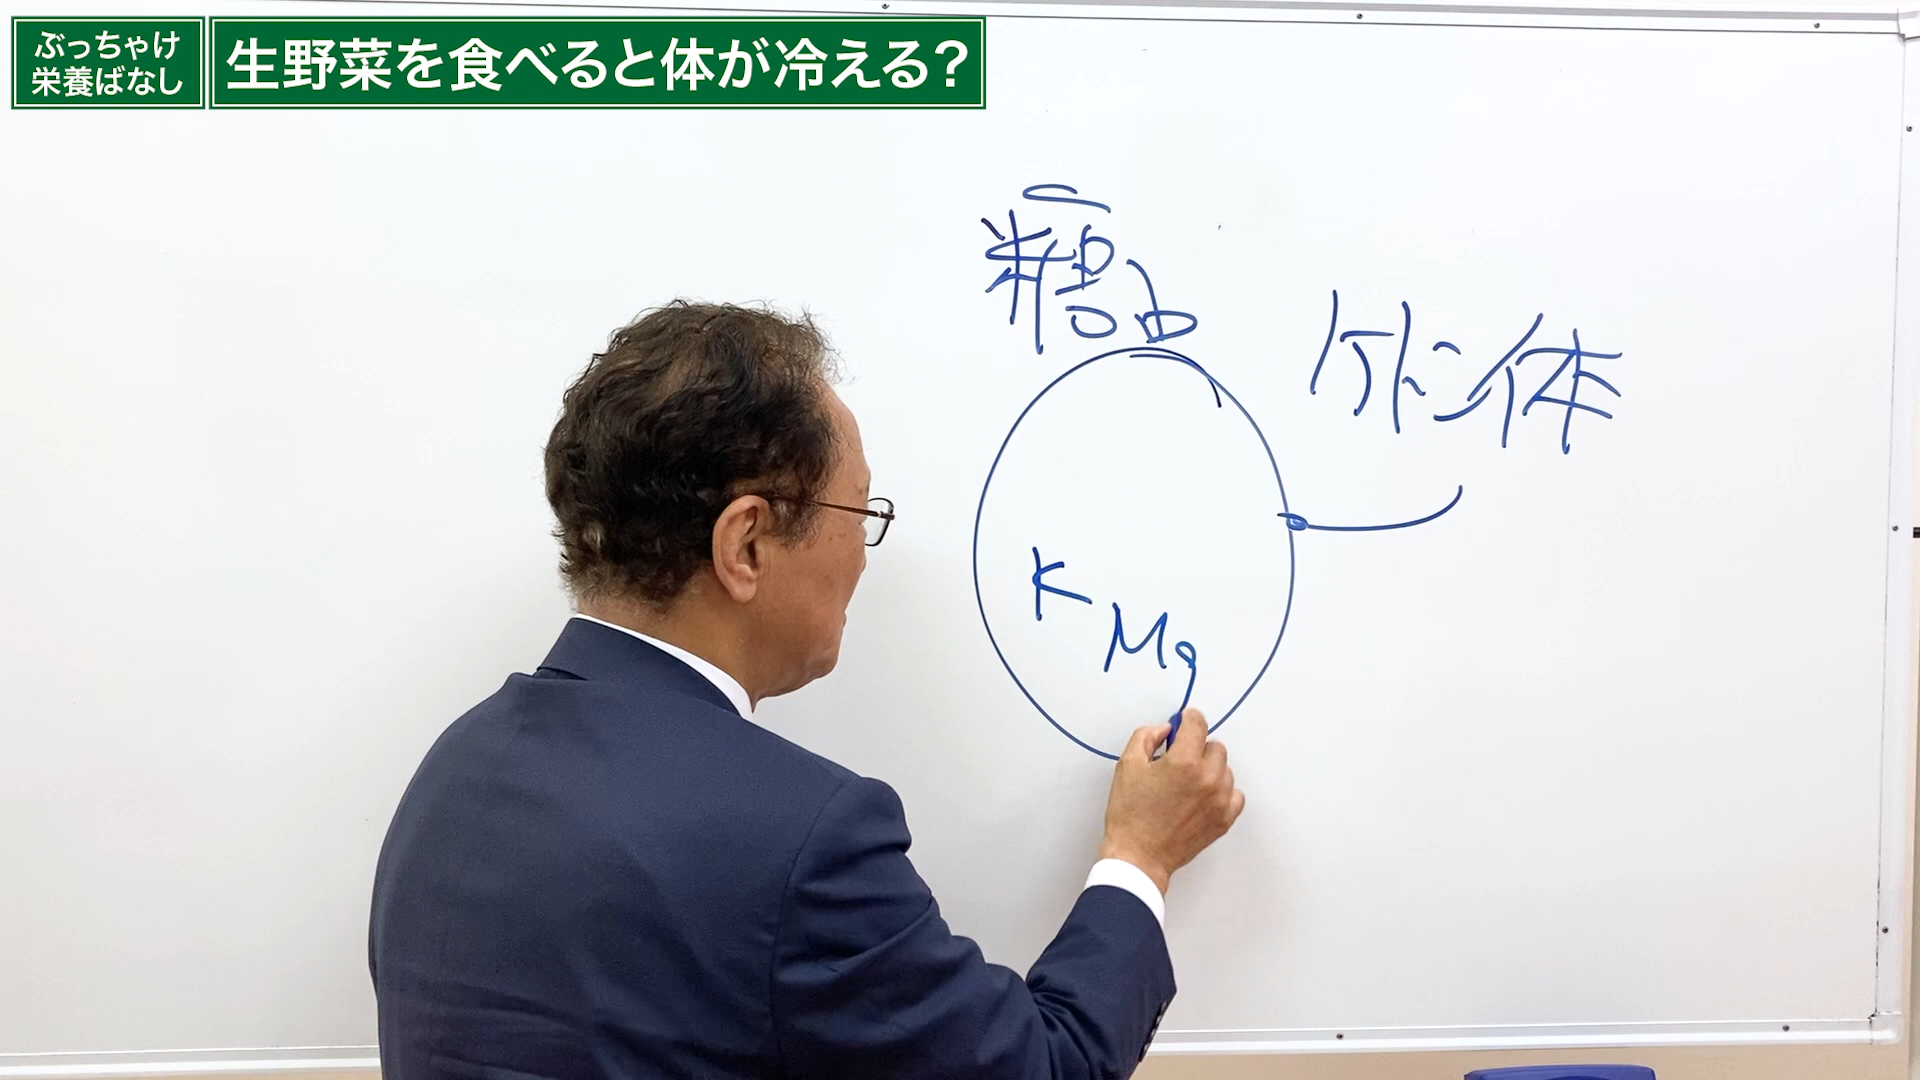 ぶっちゃけ
栄養ばなし
生野菜を食べると体が冷える?
糖
ケトン体
K
Mg